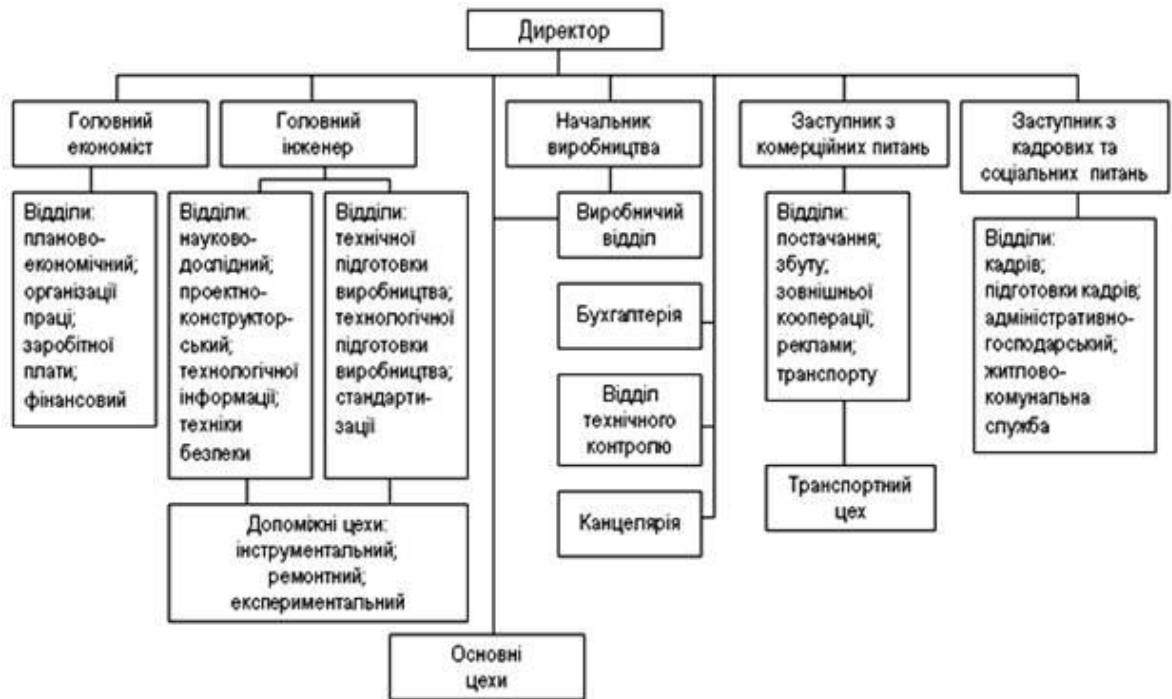 Директор
Головний
економіст
Головний
інженер
Начальник
виробництва
Заступник з
комерційних питань
Заступник з
кадрових та
соціальних питань
Відділи:
планово-
економічний;
організації
праці;
заробітної
плати;
фінансовий
Відділи:
науково-
дослідний;
проектно-
конструктор-
ський;
технологічної
інформації;
техніки
безпеки
Відділи:
технічної
підготовки
виробництва;
технологічної
підготовки
виробництва;
стандарти-
зації
Виробничий
відділ
Бухгалтерія
Відділ
технічного
контролю
Канцелярія
Відділи:
постачання;
збуту;
зовнішньої
кооперації;
реклами;
транспорту
Відділи:
кадрів;
підготовки кадрів;
адміністративно-
господарський;
житлово-
комунальна
служба
Транспортний
цех
Допоміжні цехи:
інструментальний;
ремонтний;
експериментальний
Основні
цехи